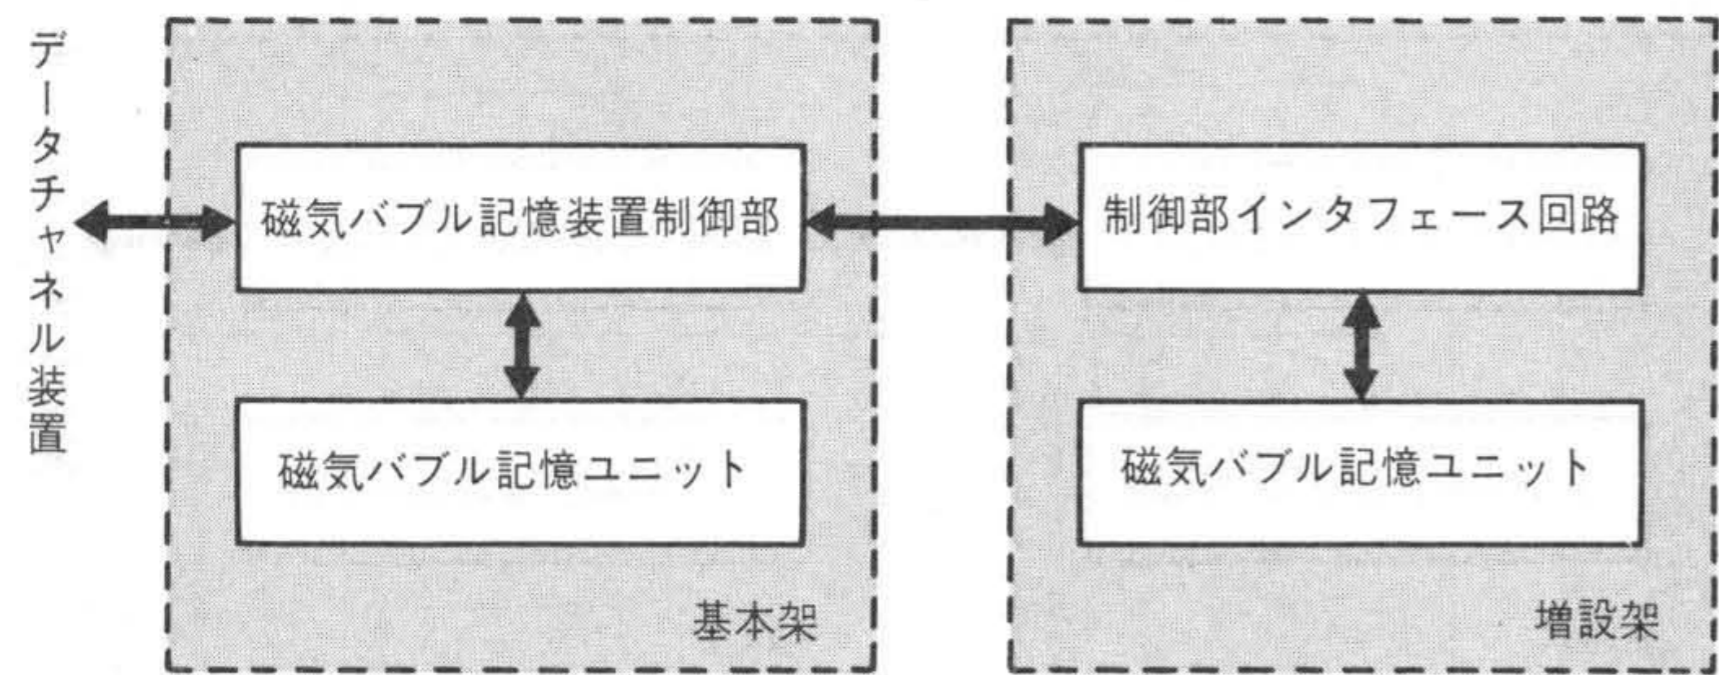 データチャネル装置
磁気バブル記憶装置制御部
磁気バブル記憶ユニット
基本架
制御部インタフェース回路
磁気バブル記憶ユニット
増設架